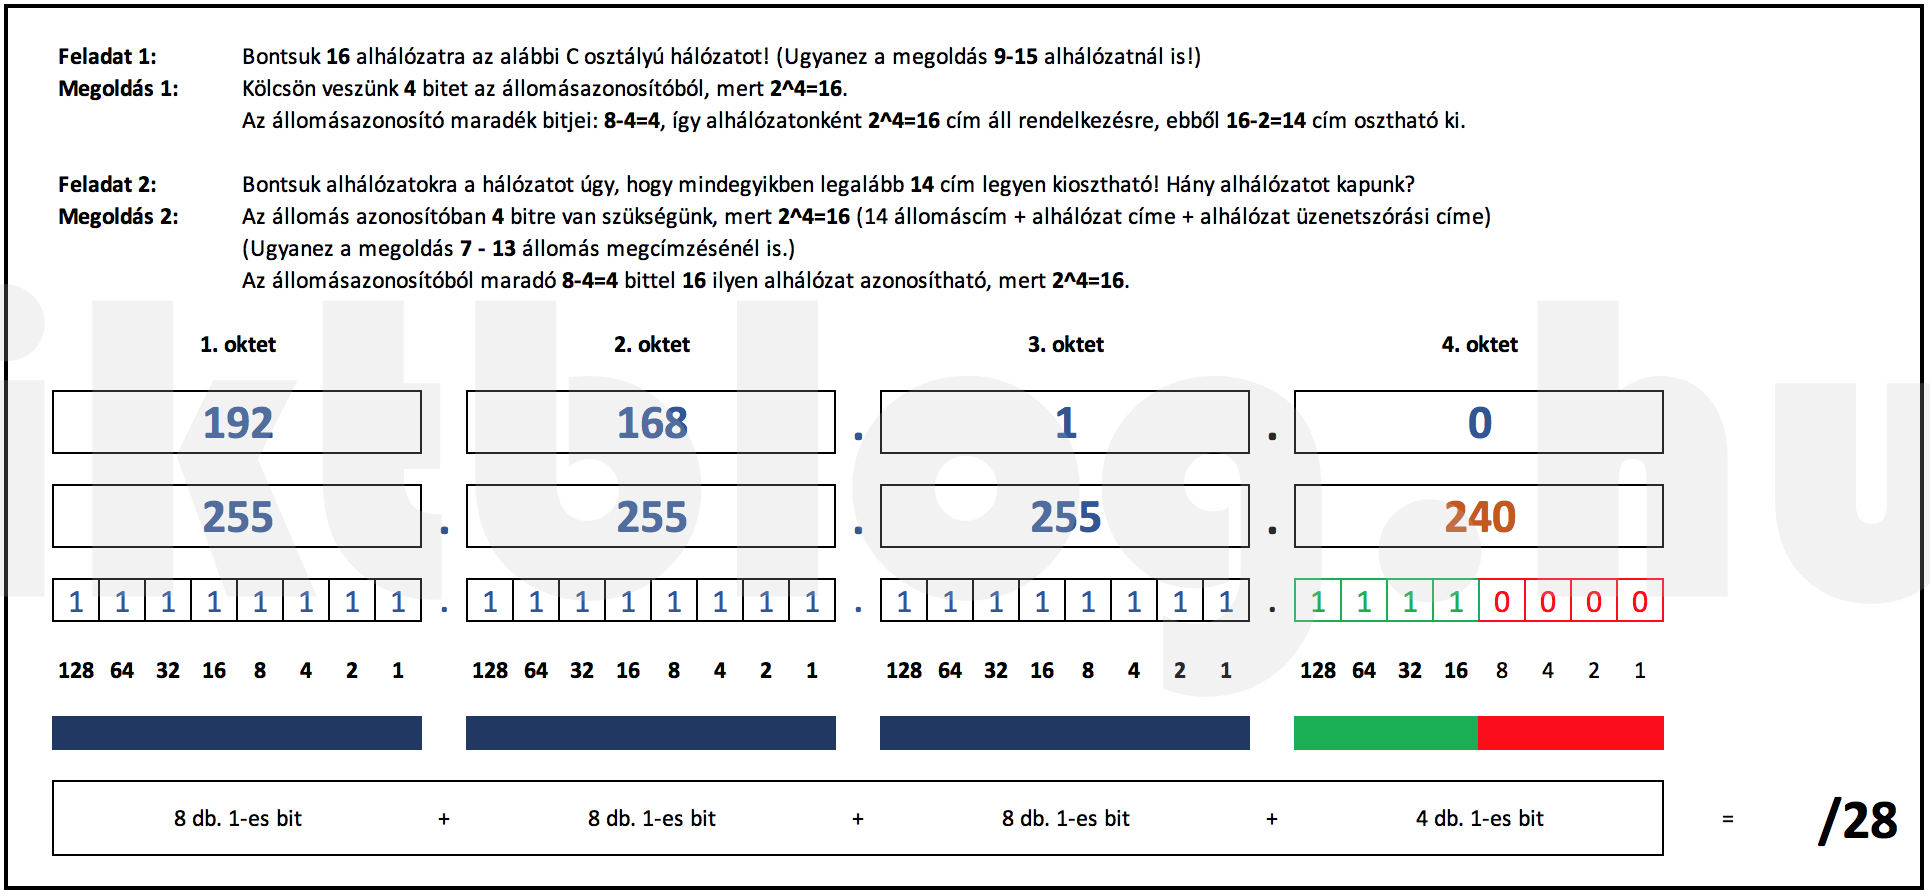 Feladat 1: Bontsuk 16 alhálózatra az alábbi C osztályú hálózatot! (Ugyanez a megoldás 9-15 alhálózatnál is!)
Megoldás 1: Kölcsön veszünk 4 bitet az állomásazonosítóból, mert 2^4=16.
Az állomásazonosító maradék bitjei: 8-4=4, így alhálózatonként 2^4=16 cím áll rendelkezésre, ebből 16-2=14 cím osztható ki.
Feladat 2: Bontsuk alhálózatokra a hálózatot úgy, hogy mindegyikben legalább 14 cím legyen kiosztható! Hány alhálózatot kapunk?
Megoldás 2: Az állomás azonosítóban 4 bitre van szükségünk, mert 2^4=16 (14 állomáscím + alhálózat címe + alhálózat üzenetszórási címe)
(Ugyanez a megoldás 7 - 13 állomás megcímzésénél is.)
Az állomásazonosítóból maradó 8-4=4 bittel 16 ilyen alhálózat azonosítható, mert 2^4=16.
iktblog.hu
1. oktet 2. oktet 3. oktet 4. oktet
192 168 . 1 . 0
255 . 255 . 255 . 240
1 1 1 1 1 1 1 1 . 1 1 1 1 1 1 1 1 . 1 1 1 1 1 1 1 1 . 1 1 1 1 0 0 0 0
128 64 32 16 8 4 2 1 128 64 32 16 8 4 2 1 128 64 32 16 8 4 2 1 128 64 32 16 8 4 2 1
8 db. 1-es bit + 8 db. 1-es bit + 8 db. 1-es bit + 4 db. 1-es bit = /28